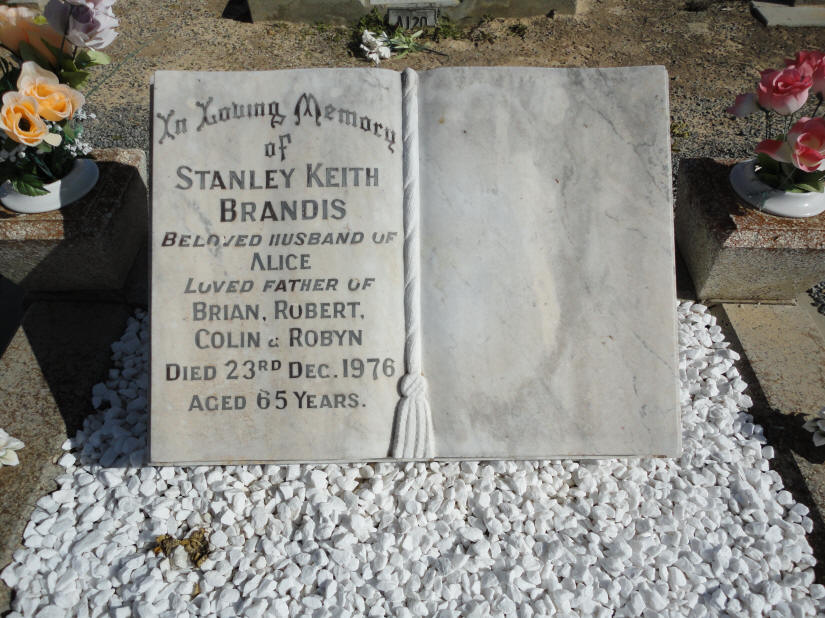 A120
In Loving Memory
of
STANLEY KEITH
BRANDIS
BELOVED HUSBAND OF
ALICE
LOVED FATHER OF
BRIAN, ROBERT,
COLIN & ROBYN
DIED 23RD DEC. 1976
AGED 65 YEARS.